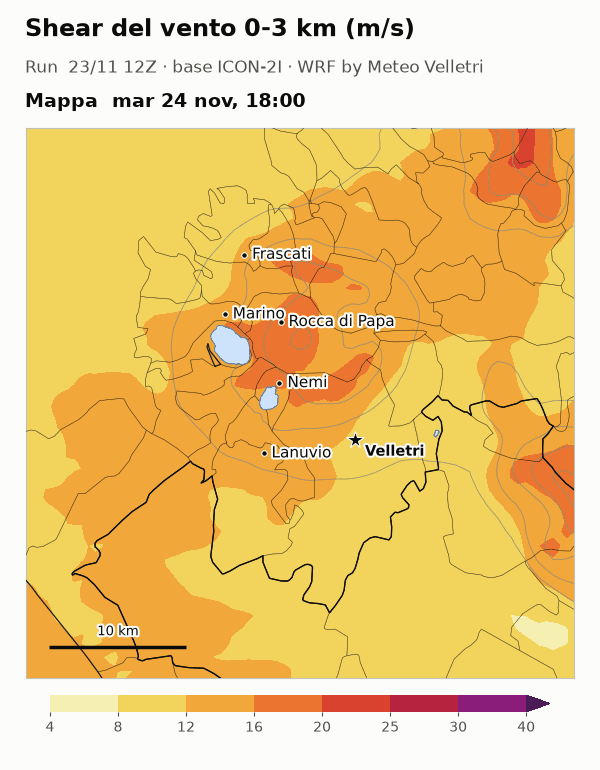 Shear del vento 0-3 km (m/s)
Run  23/11 12Z · base ICON-2I · WRF by Meteo Velletri
Mappa  mar 24 nov, 18:00
Frascati
Marino
Rocca di Papa
Nemi
Velletri
Lanuvio
10 km
4 8 12 16 20 25 30 40